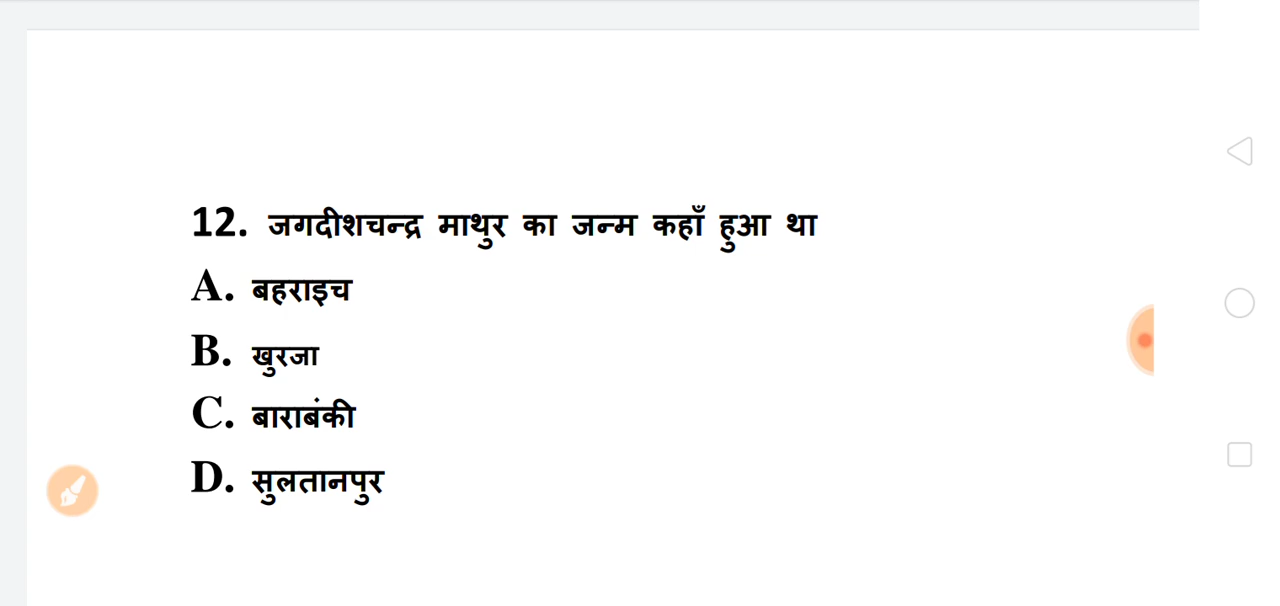 12. जगदीशचन्द्र माथुर का जन्म कहाँ हुआ था
A. बहराइच
B. खुरजा
C. बाराबंकी
D. सुलतानपुर